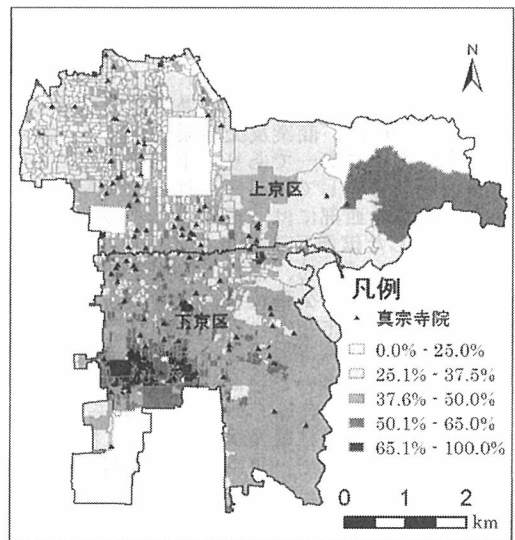 N
上京区
下京区
凡例
真宗寺院
0.0% - 25.0%
25.1% - 37.5%
37.6% - 50.0%
50.1% - 65.0%
65.1% - 100.0%
0 1 2
km